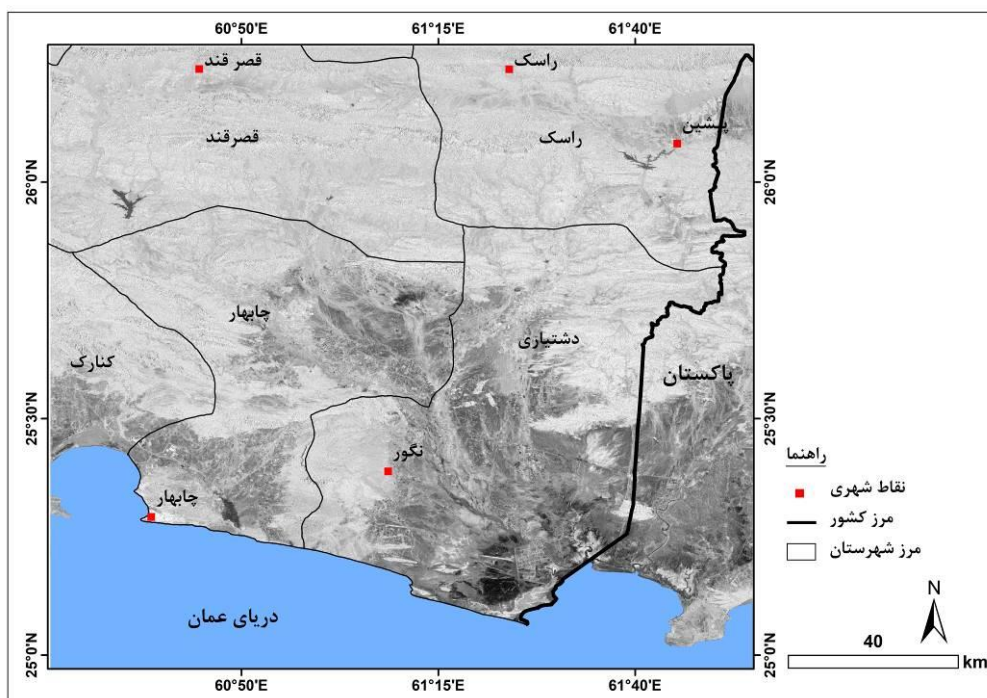 60°50'E
61°15'E
61°40'E
قصر قند
راسک
پیشین
قصرقند
راسک
26°0'N
26°0'N
چابهار
دشتیاری
کنارک
پاکستان
25°30'N
25°30'N
نگور
چابهار
دریای عمان
25°0'N
25°0'N
60°50'E
61°15'E
61°40'E
راهنما
نقاط شهری
مرز کشور
مرز شهرستان
N
40
km